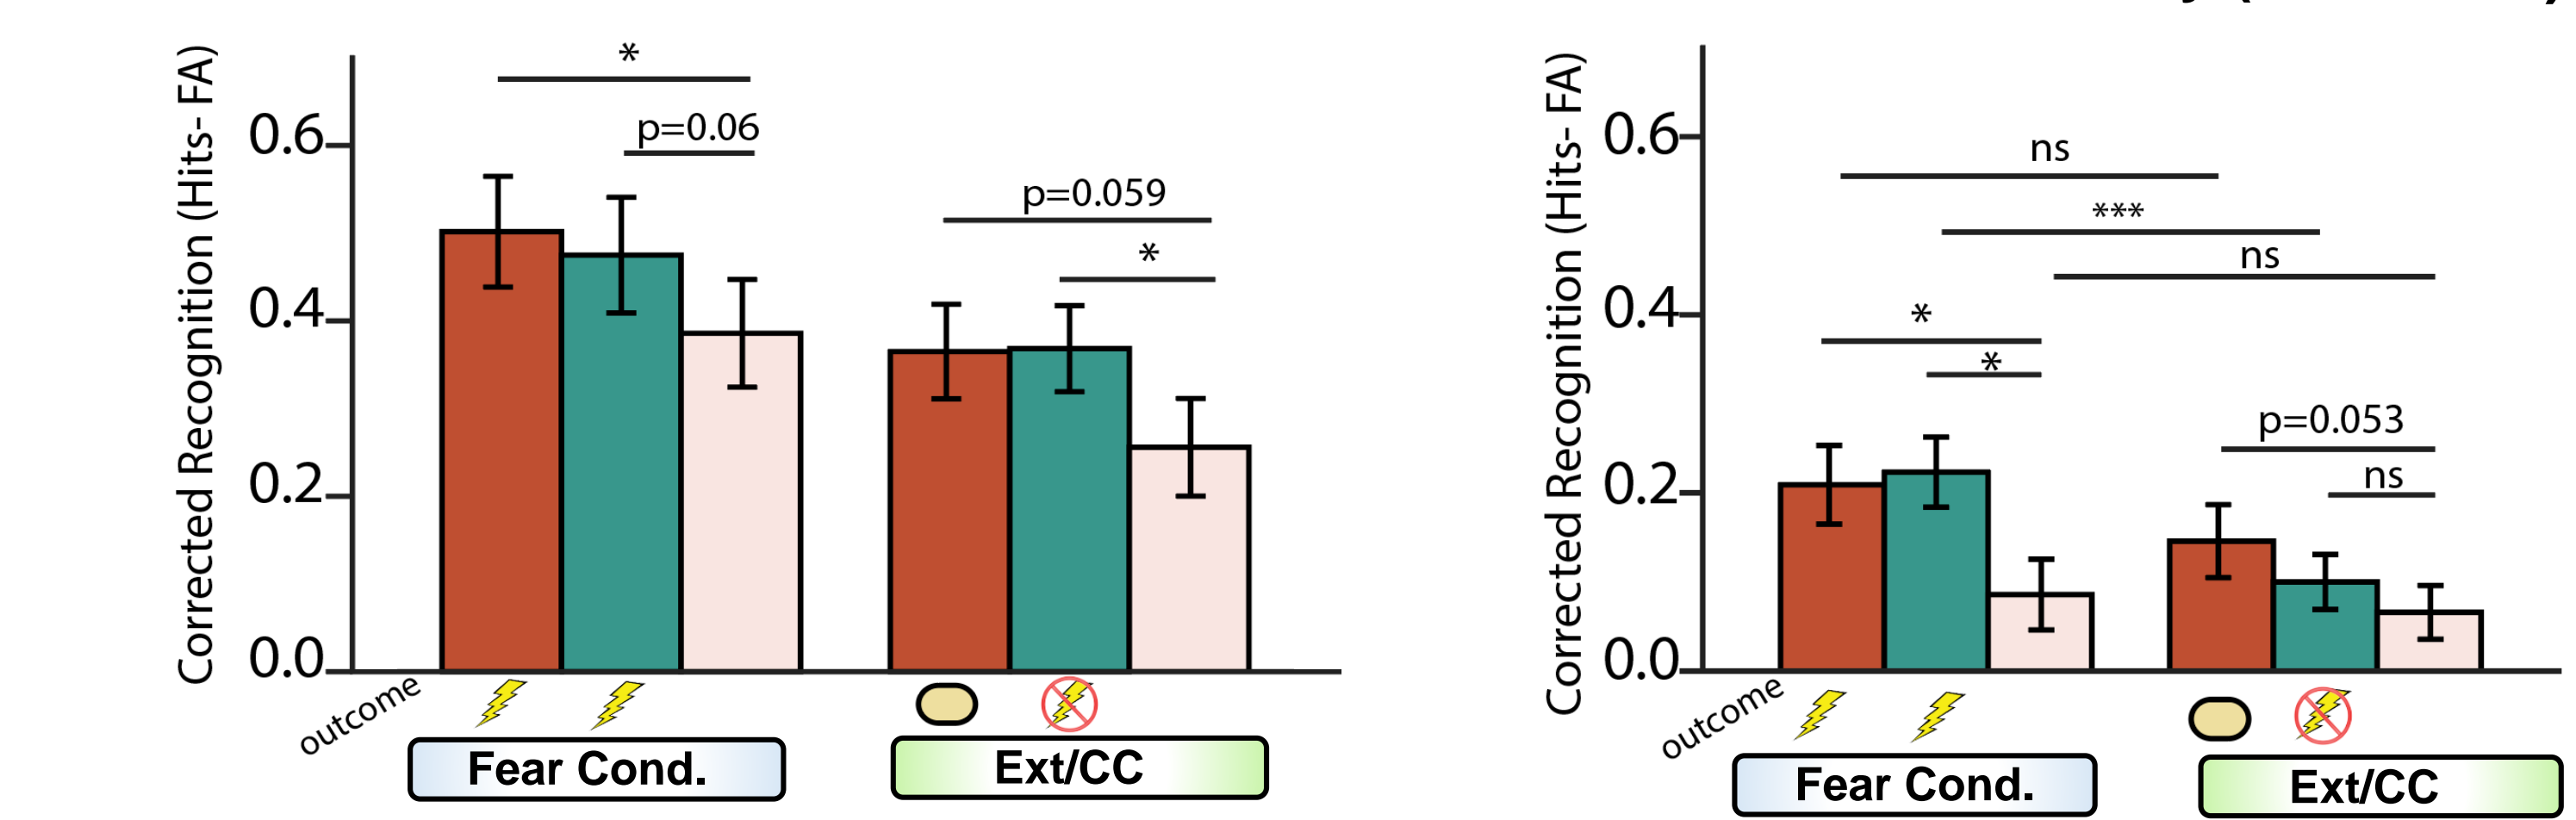 Corrected Recognition (Hits- FA)
0.6
0.4
0.2
0.0
*
p=0.06
p=0.059
*
outcome
Fear Cond.
Ext/CC
Corrected Recognition (Hits- FA)
0.6
0.4
0.2
0.0
ns
***
ns
*
*
p=0.053
ns
outcome
Fear Cond.
Ext/CC